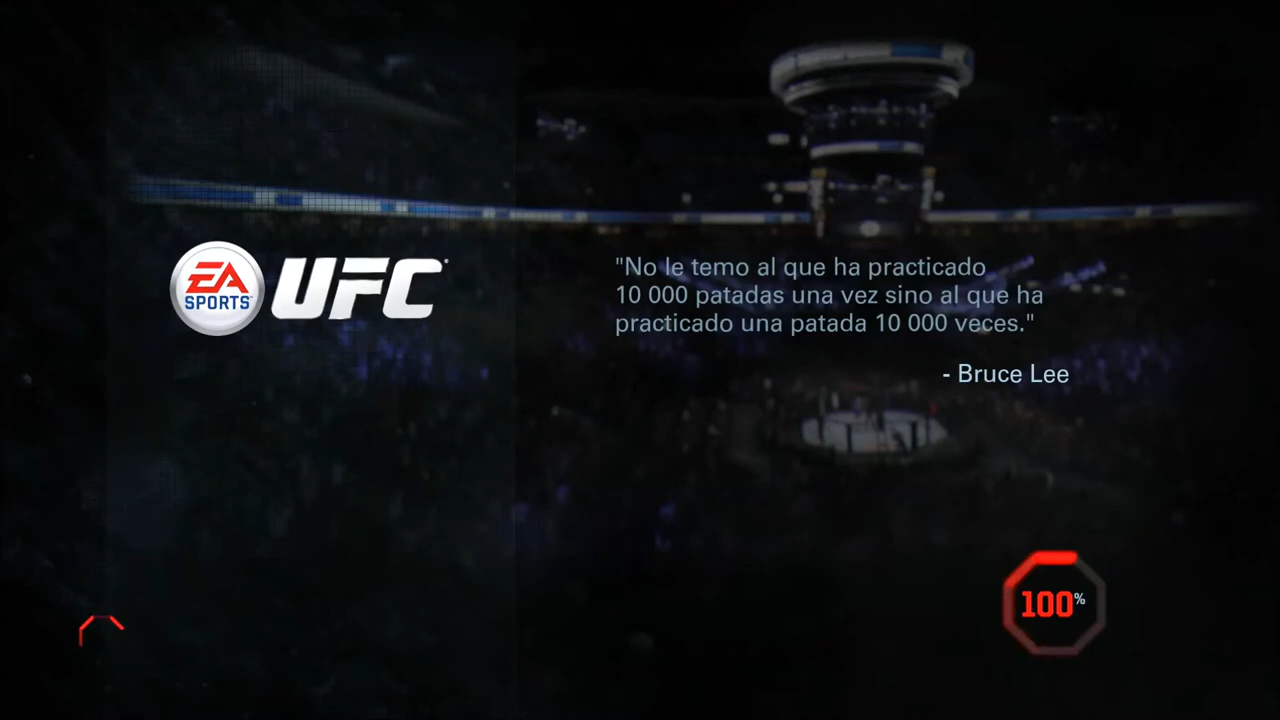 EA
SPORTS™
UFC®
"No le temo al que ha practicado
10 000 patadas una vez sino al que ha
practicado una patada 10 000 veces."
- Bruce Lee
100%